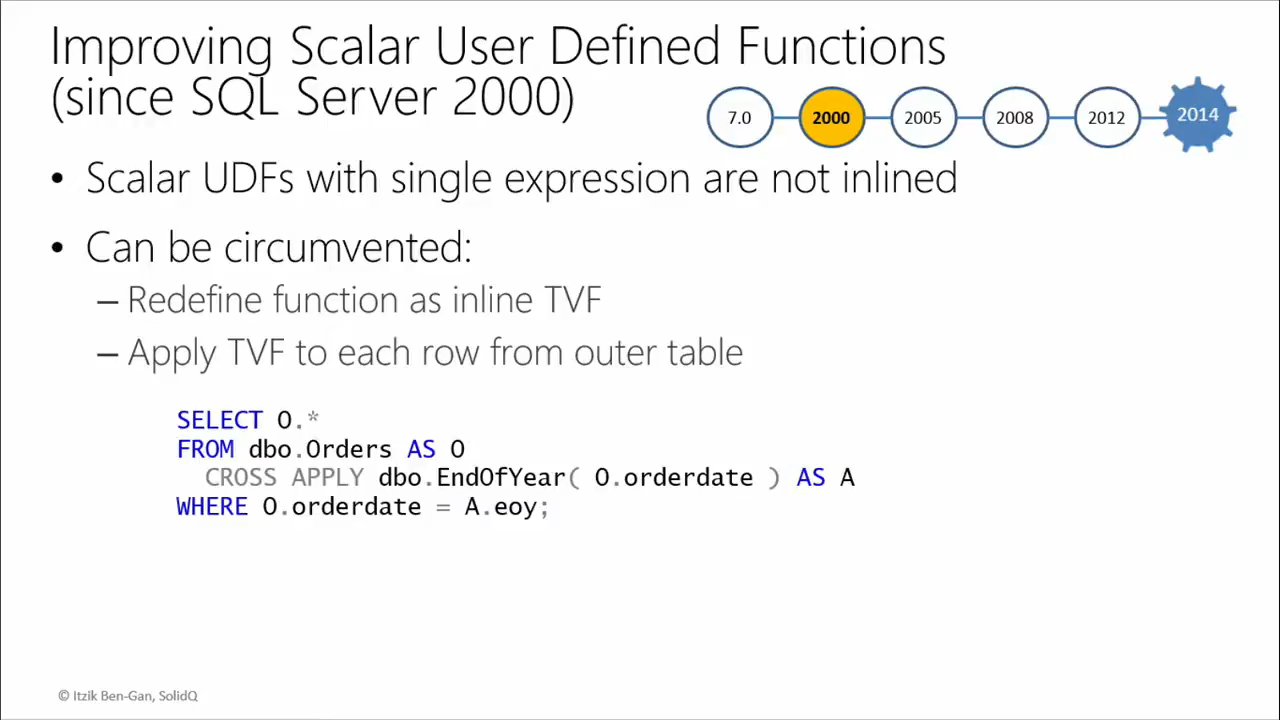 Improving Scalar User Defined Functions
(since SQL Server 2000)
7.0 2000 2005 2008 2012 2014
• Scalar UDFs with single expression are not inlined
• Can be circumvented:
– Redefine function as inline TVF
– Apply TVF to each row from outer table
SELECT O.*
FROM dbo.Orders AS O
CROSS APPLY dbo.EndOfYear( O.orderdate ) AS A
WHERE O.orderdate = A.eoy;
© Itzik Ben-Gan, SolidQ